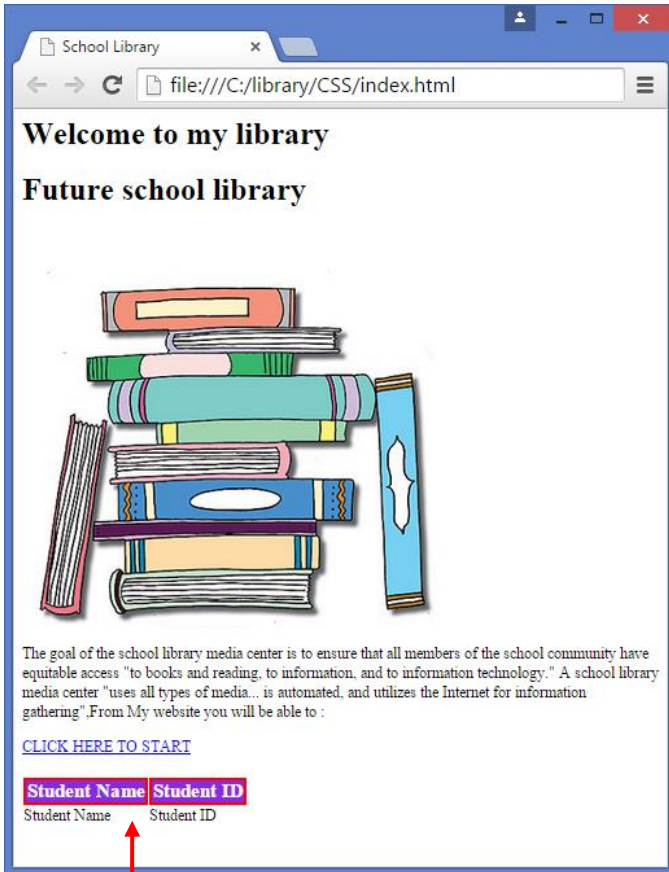 School Library
file:///C:/library/CSS/index.html
Welcome to my library
Future school library
The goal of the school library media center is to ensure that all members of the school community have
equitable access "to books and reading, to information, and to information technology." A school library
media center "uses all types of media... is automated, and utilizes the Internet for information
gathering",From My website you will be able to :
CLICK HERE TO START
Student Name Student ID
Student Name Student ID